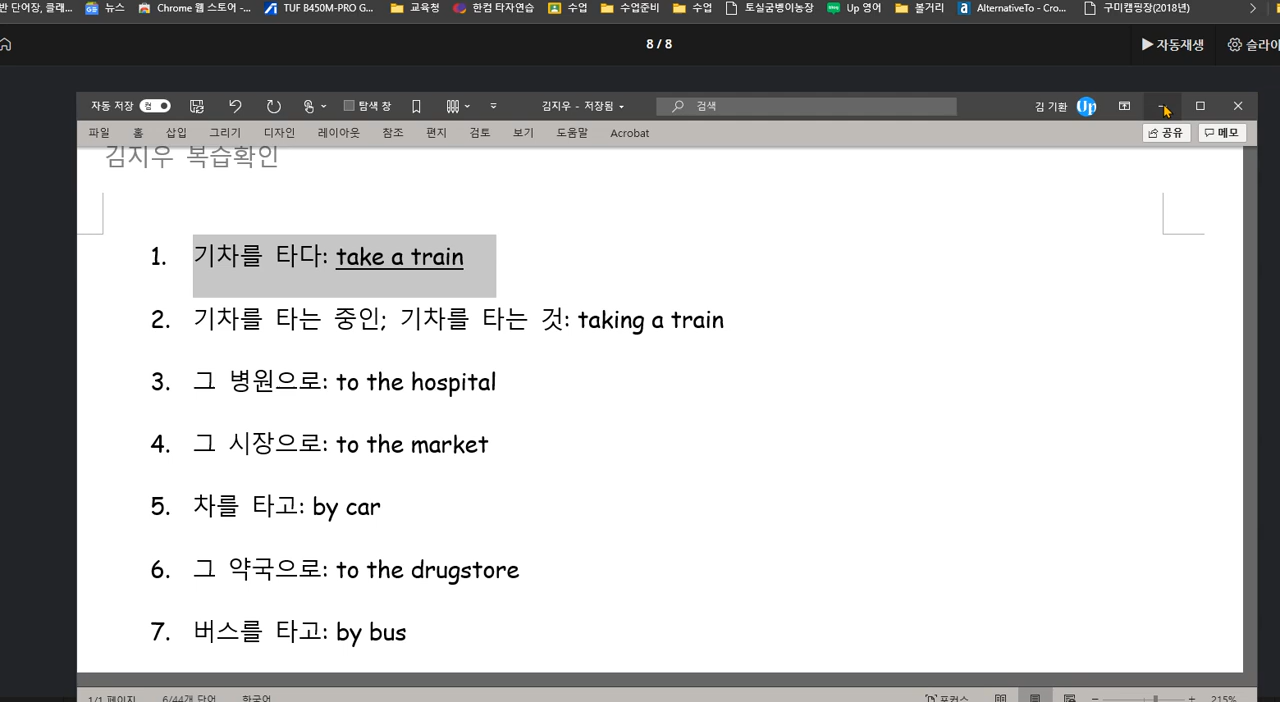 반 단어장, 클래... 뉴스 Chrome 웹 스토어 -... TUF B450M-PRO G... 교육청 한컴 타자연습 수업 수업준비 수업 토실굼벵이농장 Up 영어 볼거리 AlternativeTo - Cro... 구미캠핑장(2018년)
8 / 8 자동재생 슬라이
자동 저장 탐색 창 김지우 - 저장됨 검색 김 기환 Up
파일 홈 삽입 그리기 디자인 레이아웃 참조 편지 검토 보기 도움말 Acrobat 공유 메모
김지우 복습확인
1. 기차를 타다: take a train
2. 기차를 타는 중인; 기차를 타는 것: taking a train
3. 그 병원으로: to the hospital
4. 그 시장으로: to the market
5. 차를 타고: by car
6. 그 약국으로: to the drugstore
7. 버스를 타고: by bus
1/1 페이지 6/44개 단어 한국어 포커스 215%